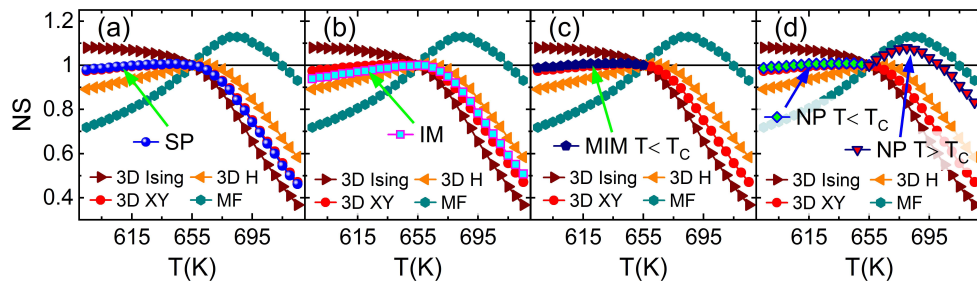 NS
1.2
1
0.8
0.6
0.4
(a)
SP
3D Ising
3D H
3D XY
MF
615
655
695
T(K)
(b)
IM
3D Ising
3D H
3D XY
MF
615
655
695
T(K)
(c)
MIM T< TC
3D Ising
3D H
3D XY
MF
615
655
695
T(K)
(d)
NP T< TC
NP T> TC
3D Ising
3D H
3D XY
MF
615
655
695
T(K)